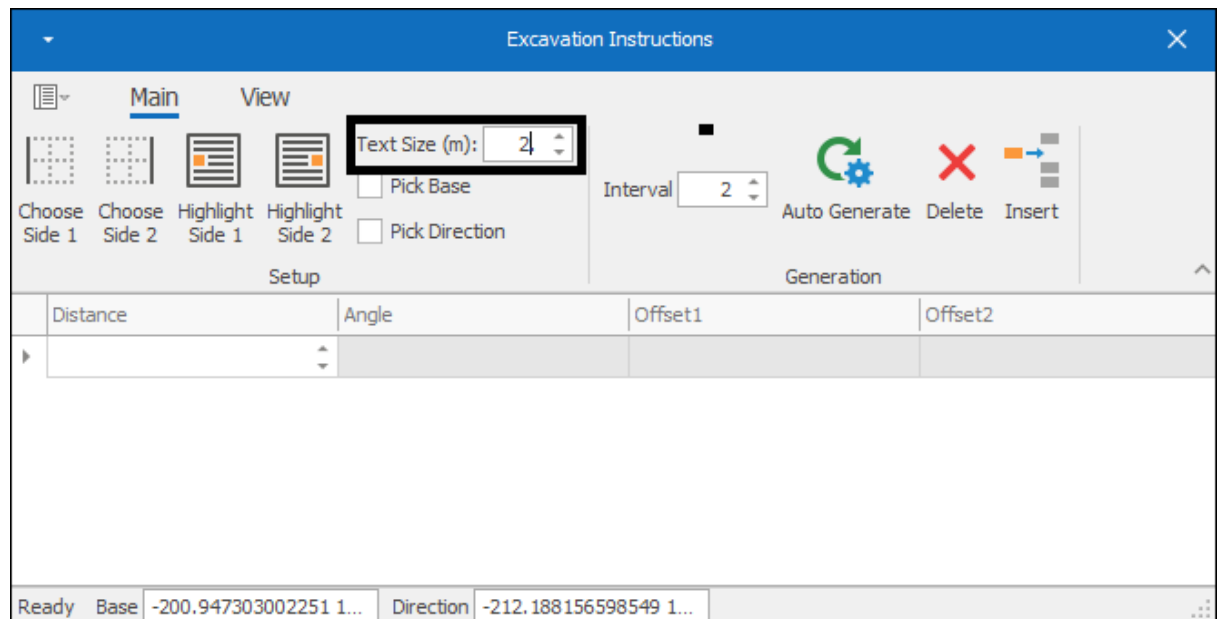 Excavation Instructions
Main View
Text Size (m): 2
Pick Base
Pick Direction
Choose Side 1
Choose Side 2
Highlight Side 1
Highlight Side 2
Setup
Interval 2
Auto Generate Delete Insert
Generation
Distance Angle Offset1 Offset2
Ready Base -200.947303002251 1... Direction -212.188156598549 1...